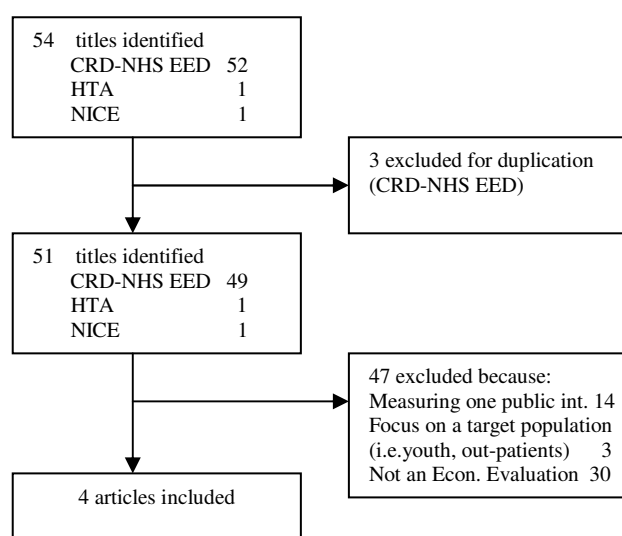 54 titles identified
CRD-NHS EED 52
HTA 1
NICE 1
3 excluded for duplication
(CRD-NHS EED)
51 titles identified
CRD-NHS EED 49
HTA 1
NICE 1
47 excluded because:
Measuring one public int. 14
Focus on a target population
(i.e.youth, out-patients) 3
Not an Econ. Evaluation 30
4 articles included